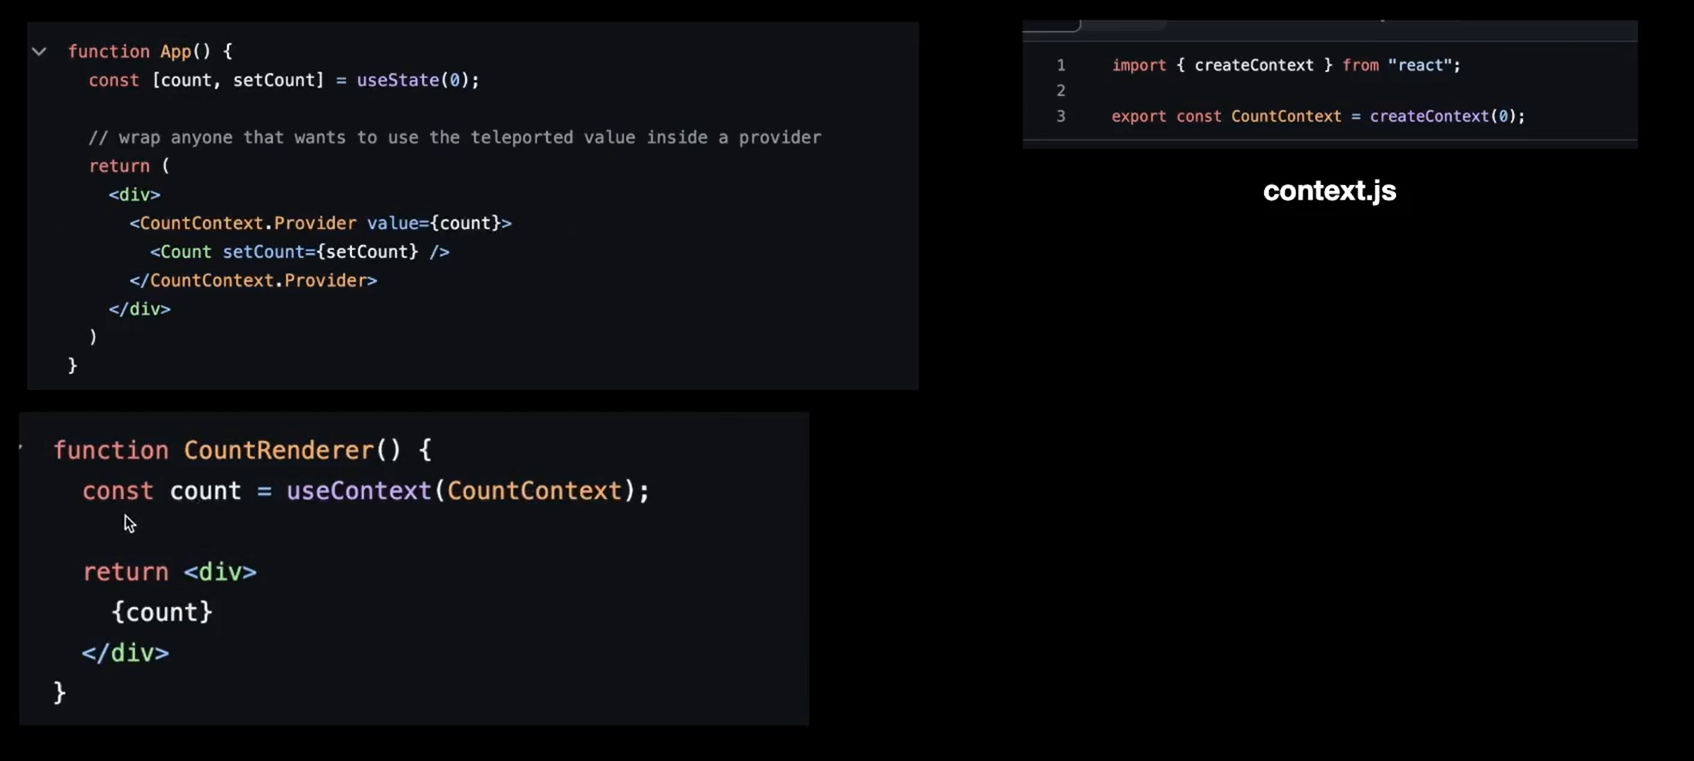 function App() {
const [count, setCount] = useState(0);
// wrap anyone that wants to use the teleported value inside a provider
return (
<div>
<CountContext.Provider value={count}>
<Count setCount={setCount} />
</CountContext.Provider>
</div>
)
}
function CountRenderer() {
const count = useContext(CountContext);
return <div>
{count}
</div>
}
1 import { createContext } from "react";
2
3 export const CountContext = createContext(0);
context.js